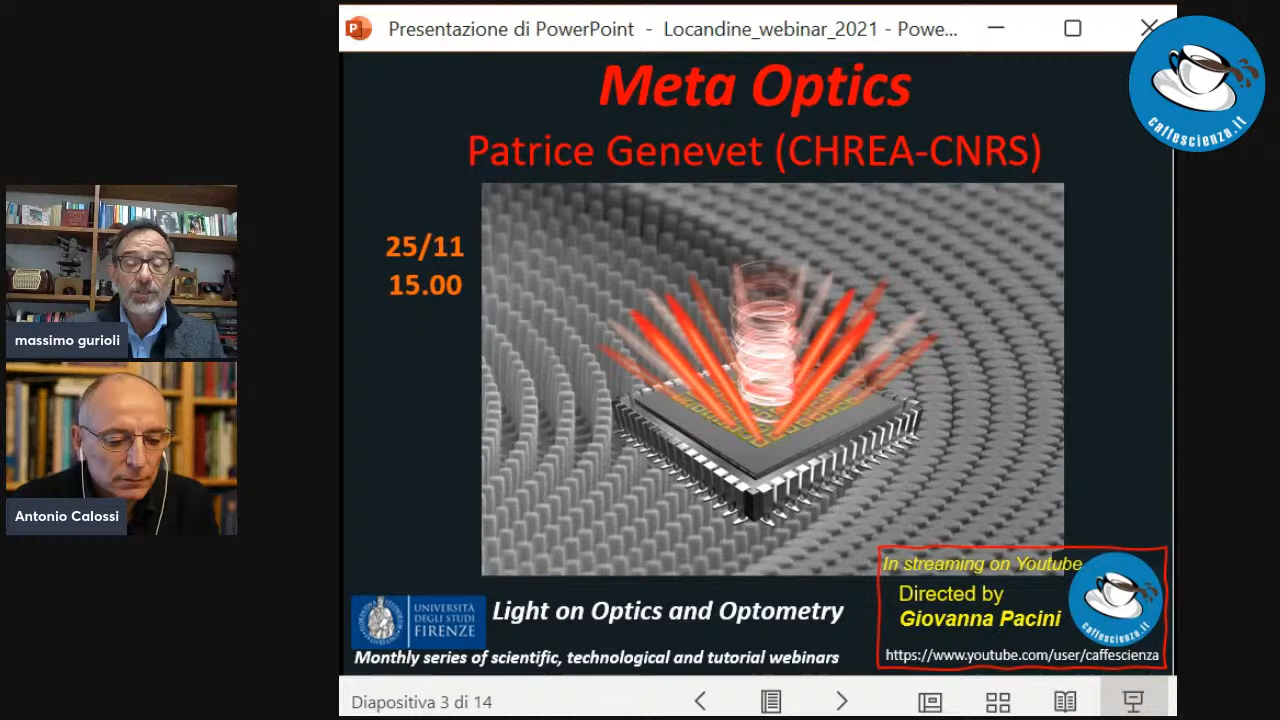 Presentazione di PowerPoint - Locandine_webinar_2021 - Powe...
caffescienza.it
Meta Optics
Patrice Genevet (CHREA-CNRS)
25/11
15.00
massimo gurioli
Antonio Calossi
In streaming on Youtube
Directed by
Giovanna Pacini
caffescienza.it
https://www.youtube.com/user/caffescienza
UNIVERSITÀ
DEGLI STUDI
FIRENZE
Light on Optics and Optometry
Monthly series of scientific, technological and tutorial webinars
Diapositiva 3 di 14